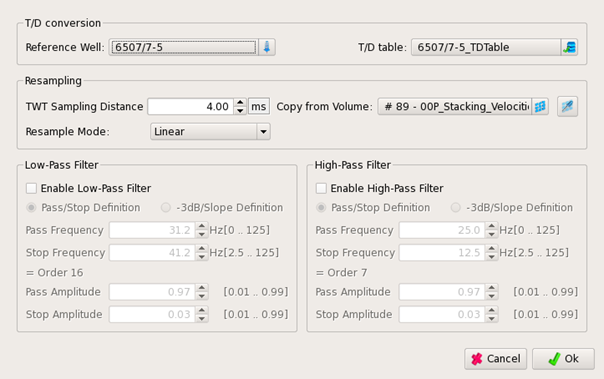 T/D conversion
Reference Well: 6507/7-5 T/D table: 6507/7-5_TDTable
Resampling
TWT Sampling Distance 4.00 ms Copy from Volume: # 89 - 00P_Stacking_Velociti
Resample Mode: Linear
Low-Pass Filter
Enable Low-Pass Filter
Pass/Stop Definition -3dB/Slope Definition
Pass Frequency 31.2 Hz[0 .. 125]
Stop Frequency 41.2 Hz[2.5 .. 125]
= Order 16
Pass Amplitude 0.97 [0.01 .. 0.99]
Stop Amplitude 0.03 [0.01 .. 0.99]
High-Pass Filter
Enable High-Pass Filter
Pass/Stop Definition -3dB/Slope Definition
Pass Frequency 25.0 Hz[0 .. 125]
Stop Frequency 12.5 Hz[2.5 .. 125]
= Order 7
Pass Amplitude 0.97 [0.01 .. 0.99]
Stop Amplitude 0.03 [0.01 .. 0.99]
Cancel Ok